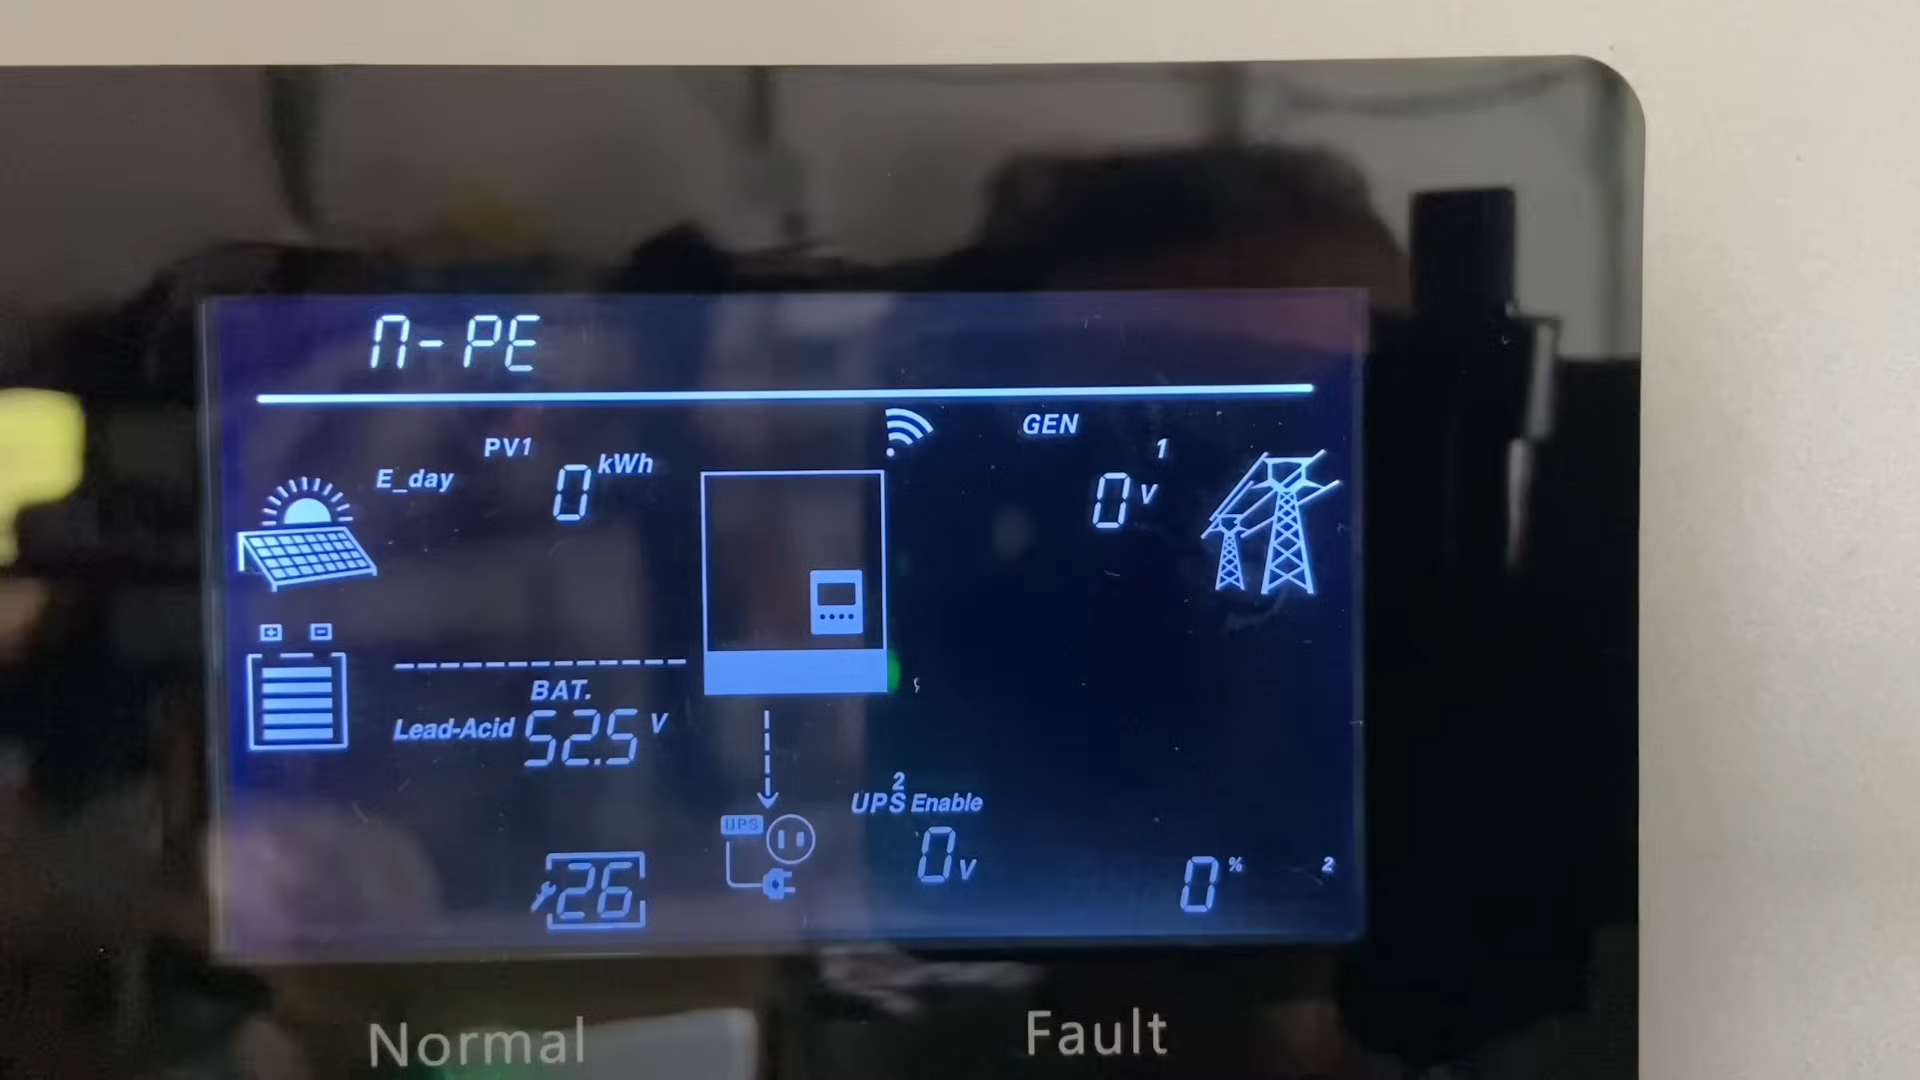 N-PE
PV1
E_day 0 kWh
GEN
1
0 V
BAT.
Lead-Acid 52.5 V
2
UPS Enable
UPS
0 V
26
0 %
2
Normal
Fault